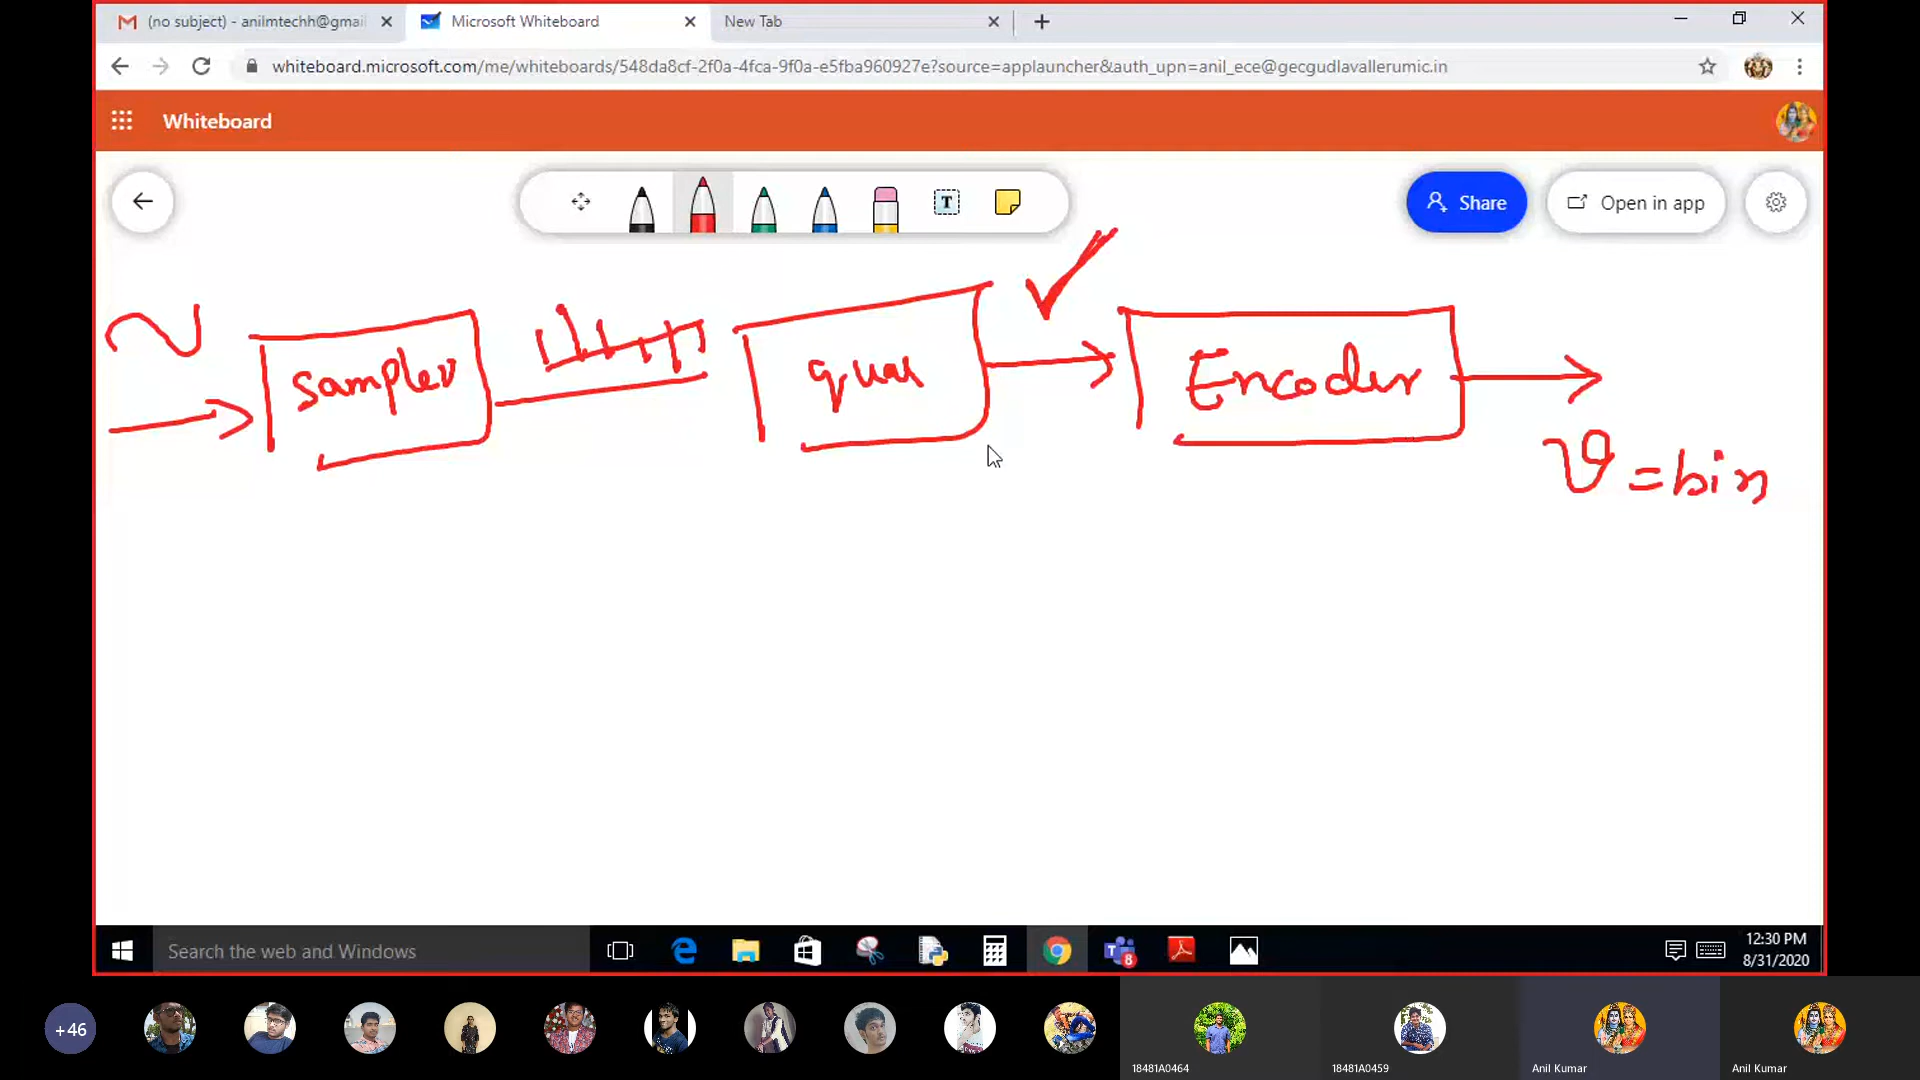 (no subject) - anilmtechh@gmail
Microsoft Whiteboard
New Tab
whiteboard.microsoft.com/me/whiteboards/548da8cf-2f0a-4fca-9f0a-e5fba960927e?source=applauncher&auth_upn=anil_ece@gecgudlavallerumic.in
Whiteboard
T
Share
Open in app
sampler
quan
Encoder
= bin
Search the web and Windows
8
12:30 PM
8/31/2020
+46
18481A0464
18481A0459
Anil Kumar
Anil Kumar